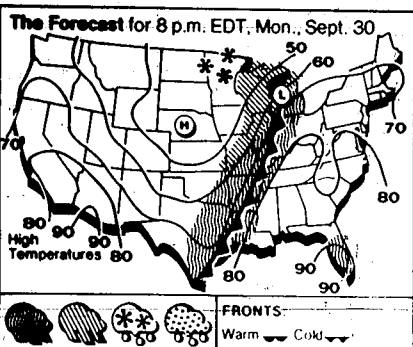 The Forecast for 8 p.m. EDT, Mon., Sept. 30
50
60
L
H
70
70
80
80
90
90
80
High
Temperatures
80
90
90
FRONTS:
Warm Cold